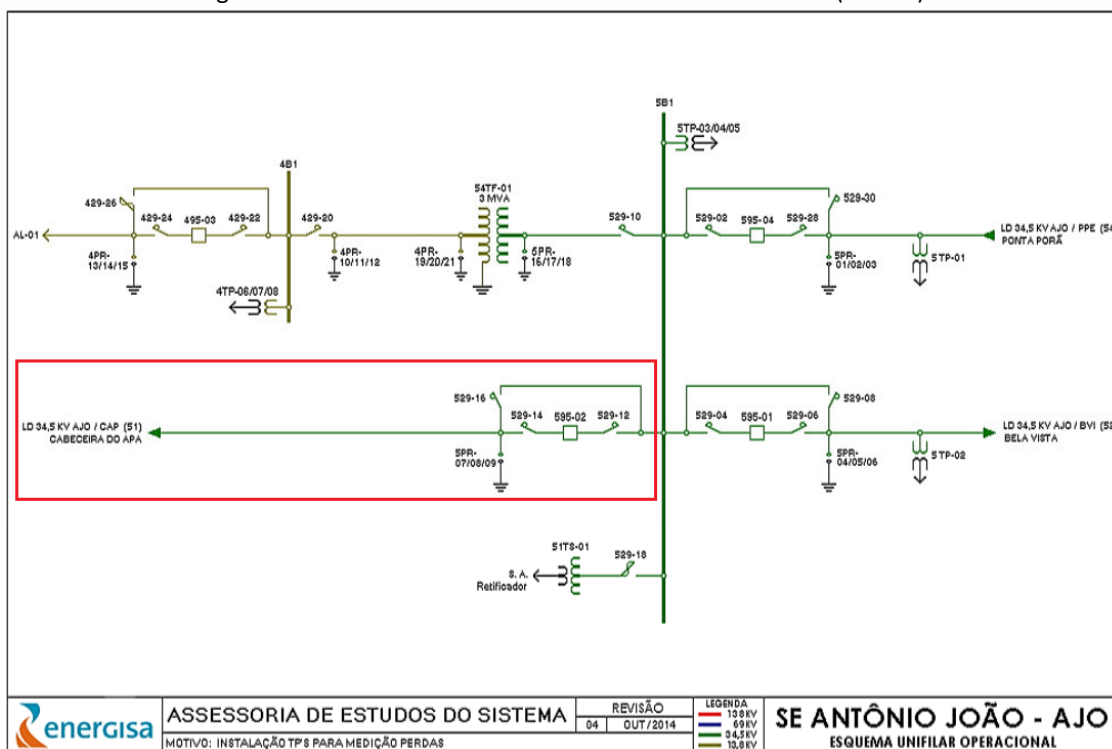 5B1
5TP-03/04/05
4B1
54TF-01
3 MVA
429-26
429-24
495-03
429-22
429-20
529-10
529-02
595-04
529-28
529-30
AL-01
LD 34,5 KV AJO / PPE (54
PONTA PORÃ
4PR-
13/14/15
4PR-
10/11/12
4PR-
19/20/21
5PR-
16/17/18
5PR-
01/02/03
5TP-01
4TP-06/07/08
529-16
529-14
595-02
529-12
529-04
595-01
529-06
529-08
LD 34,5 KV AJO / CAP (51)
CABECEIRA DO APA
LD 34,5 KV AJO / BVI (52
BELA VISTA
5PR-
07/08/09
5PR-
04/05/06
5TP-02
51TS-01
529-18
S. A.
Retificador
energisa
ASSESSORIA DE ESTUDOS DO SISTEMA
MOTIVO: INSTALAÇÃO TP'S PARA MEDIÇÃO PERDAS
REVISÃO
04 OUT/2014
LEGENDA
138KV
69KV
34,5KV
13,8KV
SE ANTÔNIO JOÃO - AJO
ESQUEMA UNIFILAR OPERACIONAL